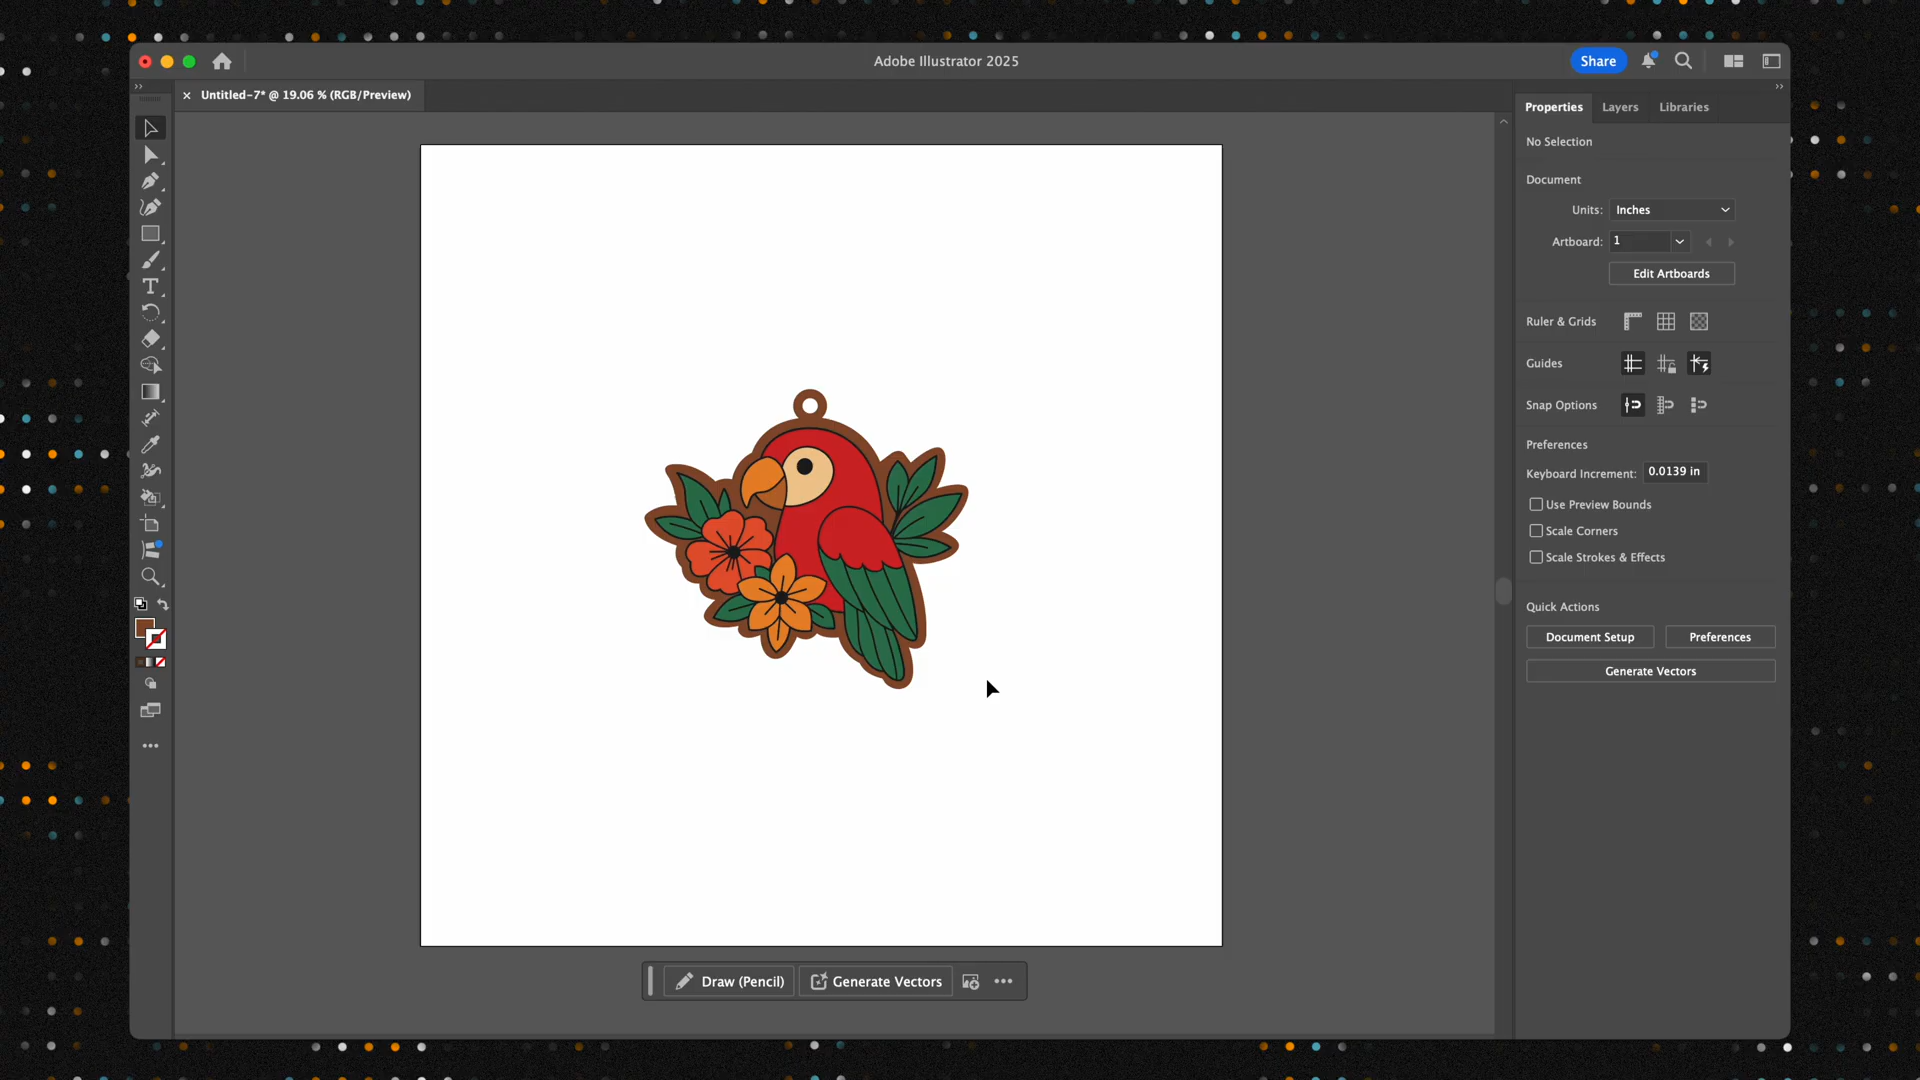 Adobe Illustrator 2025
Share
× Untitled-7* @ 19.06 % (RGB/Preview)
Properties Layers Libraries
No Selection
Document
Units: Inches
Artboard: 1
Edit Artboards
Ruler & Grids
Guides
Snap Options
Preferences
Keyboard Increment: 0.0139 in
Use Preview Bounds
Scale Corners
Scale Strokes & Effects
Quick Actions
Document Setup Preferences
Generate Vectors
Draw (Pencil) Generate Vectors